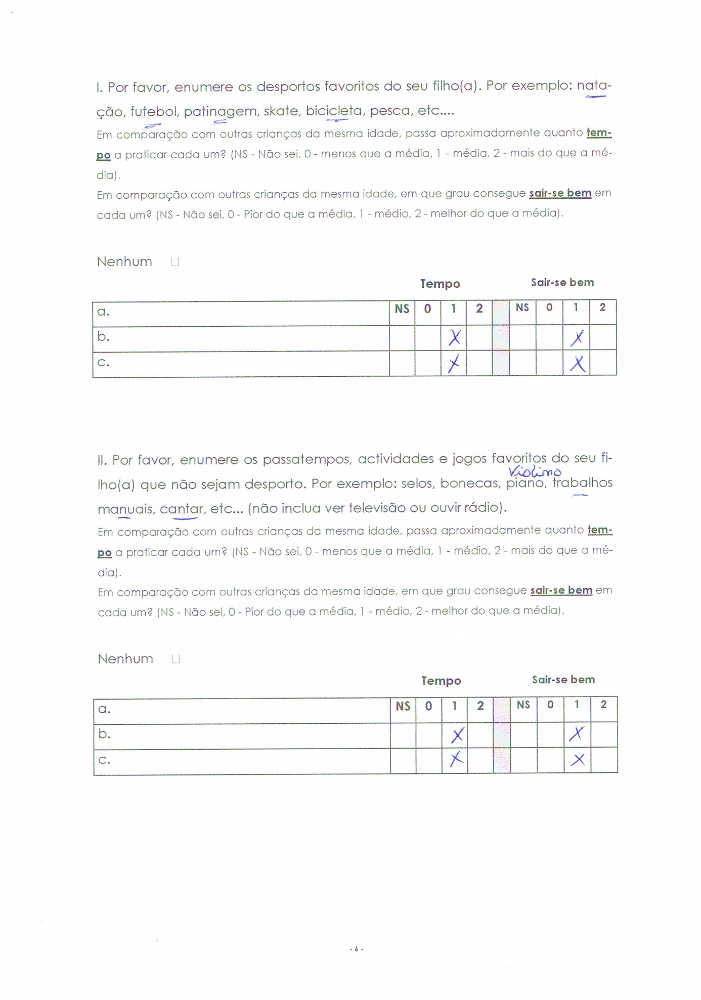 I. Por favor, enumere os desportos favoritos do seu filho(a). Por exemplo: nata-
ção, futebol, patinagem, skate, bicicleta, pesca, etc....
Em comparação com outras crianças da mesma idade, passa aproximadamente quanto tem-
po a praticar cada um? (NS - Não sei, 0 - menos que a média, 1 - média, 2 - mais do que a mé-
dia).
Em comparação com outras crianças da mesma idade, em que grau consegue sair-se bem em
cada um? (NS - Não sei, 0 - Pior do que a média, 1 - médio, 2 - melhor do que a média).
Nenhum
Tempo Sair-se bem
a. NS 0 1 2 NS 0 1 2
b. X X
c. X X
II. Por favor, enumere os passatempos, actividades e jogos favoritos do seu fi-
Violino
lho(a) que não sejam desporto. Por exemplo: selos, bonecas, piano, trabalhos
manuais, cantar, etc... (não inclua ver televisão ou ouvir rádio).
Em comparação com outras crianças da mesma idade, passa aproximadamente quanto tem-
po a praticar cada um? (NS - Não sei, 0 - menos que a média, 1 - médio, 2 - mais do que a mé-
dia).
Em comparação com outras crianças da mesma idade, em que grau consegue sair-se bem em
cada um? (NS - Não sei, 0 - Pior do que a média, 1 - médio, 2 - melhor do que a média).
Nenhum
Tempo Sair-se bem
a. NS 0 1 2 NS 0 1 2
b. X X
c. X X
- 6 -